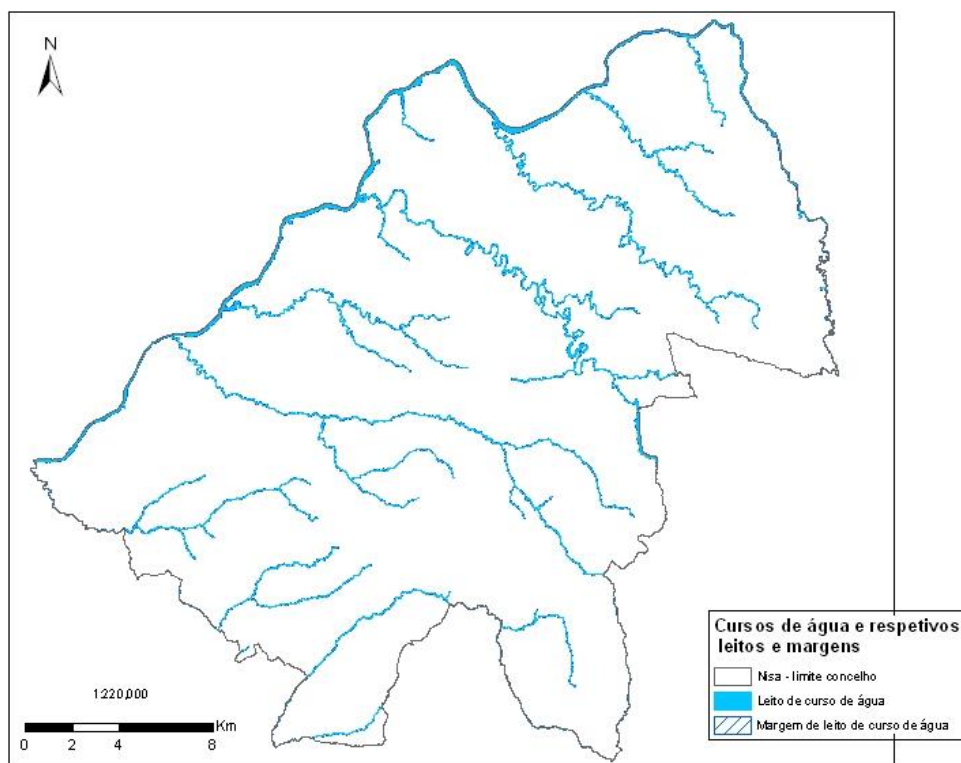 N
Cursos de água e respetivos
leitos e margens
Nisa - limite concelho
Leito de curso de água
Margem de leito de curso de água
1:220,000
Km
0 2 4 8